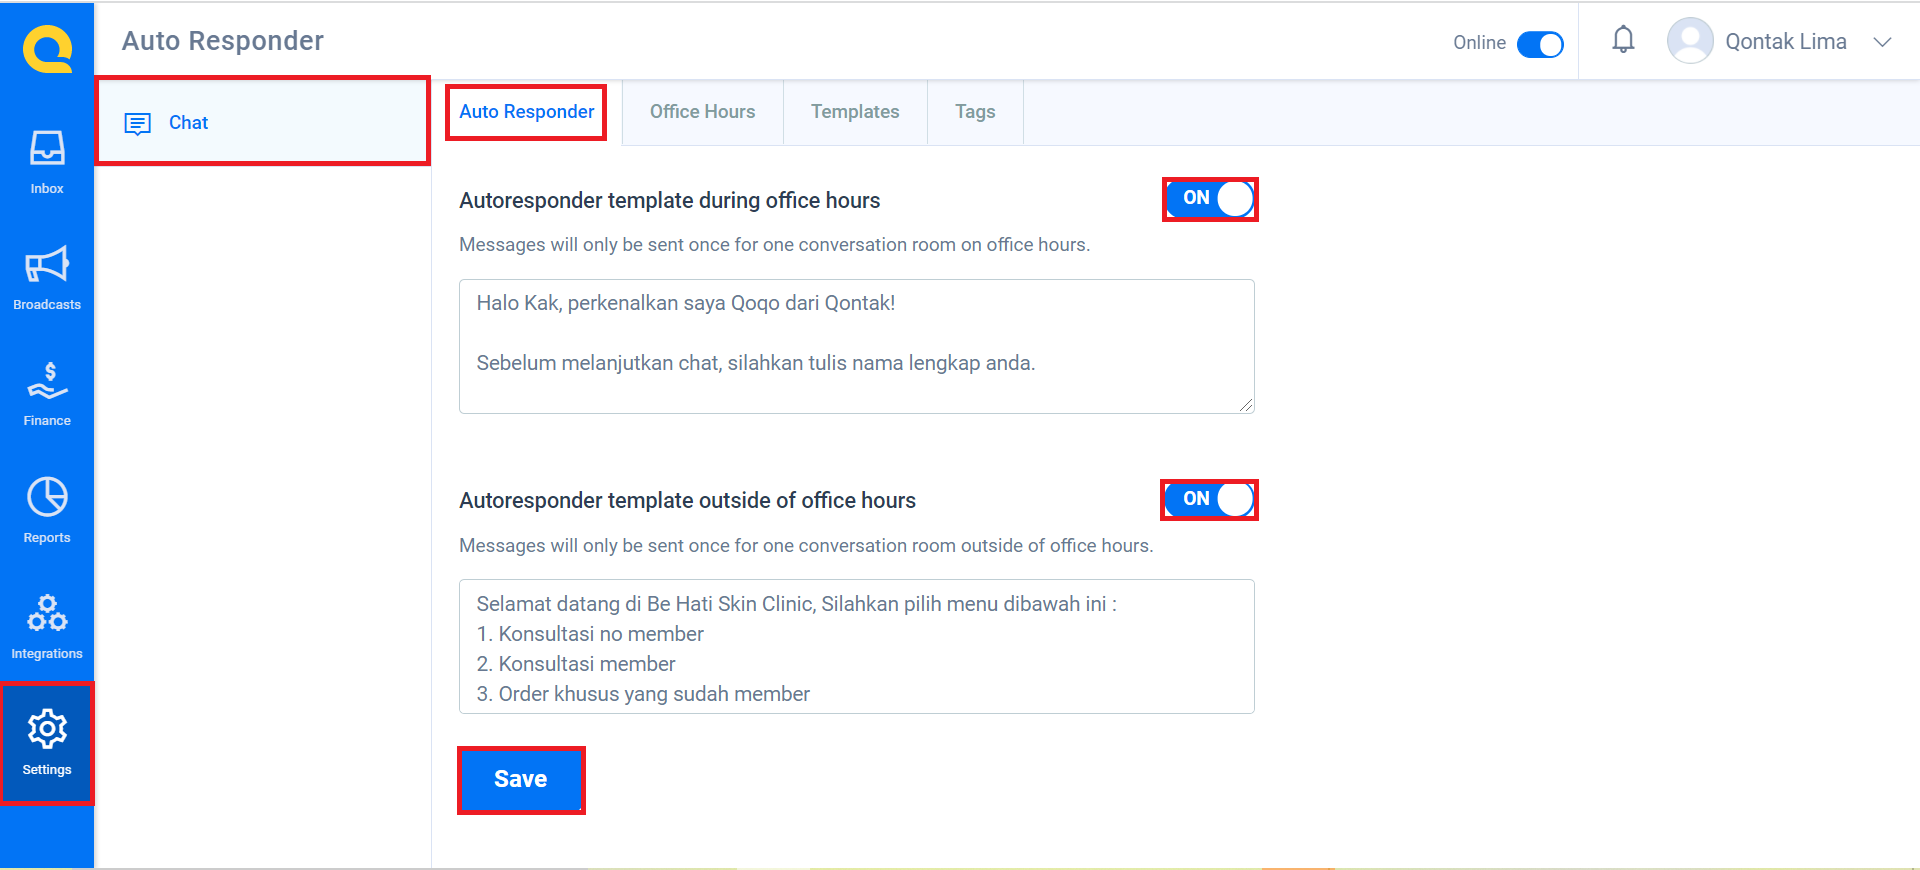 Auto Responder
Online
Qontak Lima
Inbox
Broadcasts
Finance
Reports
Integrations
Settings
Chat
Auto Responder
Office Hours
Templates
Tags
Autoresponder template during office hours
ON
Messages will only be sent once for one conversation room on office hours.
Halo Kak, perkenalkan saya Qoqo dari Qontak!
Sebelum melanjutkan chat, silahkan tulis nama lengkap anda.
Autoresponder template outside of office hours
ON
Messages will only be sent once for one conversation room outside of office hours.
Selamat datang di Be Hati Skin Clinic, Silahkan pilih menu dibawah ini :
1. Konsultasi no member
2. Konsultasi member
3. Order khusus yang sudah member
Save